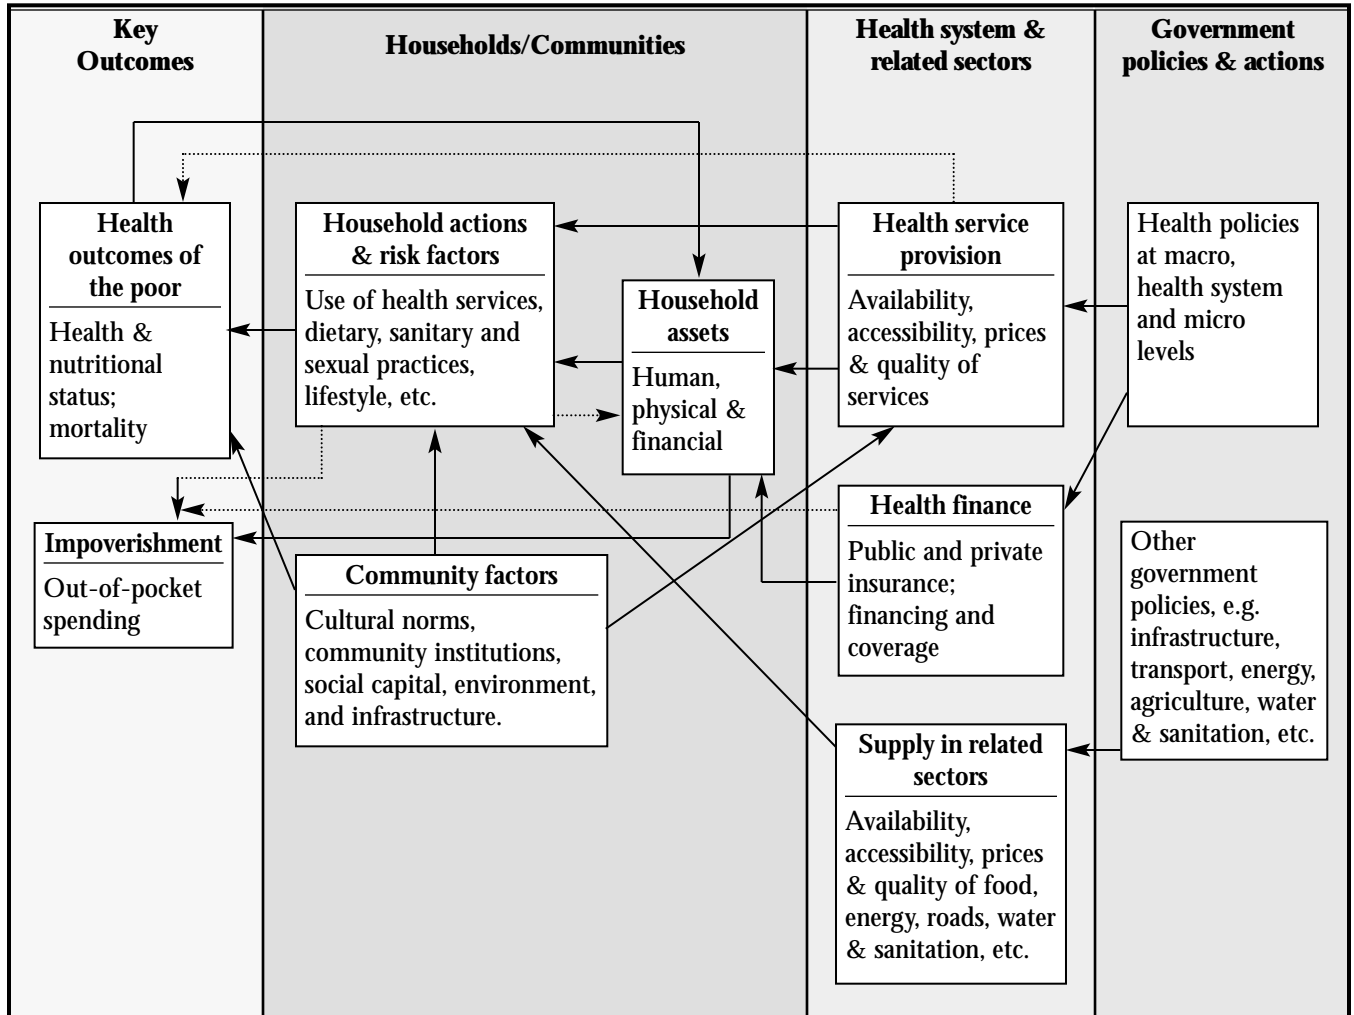 Key
Outcomes
Households/Communities
Health system &
related sectors
Government
policies & actions
Health
outcomes of
the poor
Health &
nutritional
status;
mortality
Impoverishment
Out-of-pocket
spending
Household actions
& risk factors
Use of health services,
dietary, sanitary and
sexual practices,
lifestyle, etc.
Household
assets
Human,
physical &
financial
Community factors
Cultural norms,
community institutions,
social capital, environment,
and infrastructure.
Health service
provision
Availability,
accessibility, prices
& quality of
services
Health finance
Public and private
insurance;
financing and
coverage
Supply in related
sectors
Availability,
accessibility, prices
& quality of food,
energy, roads, water
& sanitation, etc.
Health policies
at macro,
health system
and micro
levels
Other
government
policies, e.g.
infrastructure,
transport, energy,
agriculture, water
& sanitation, etc.